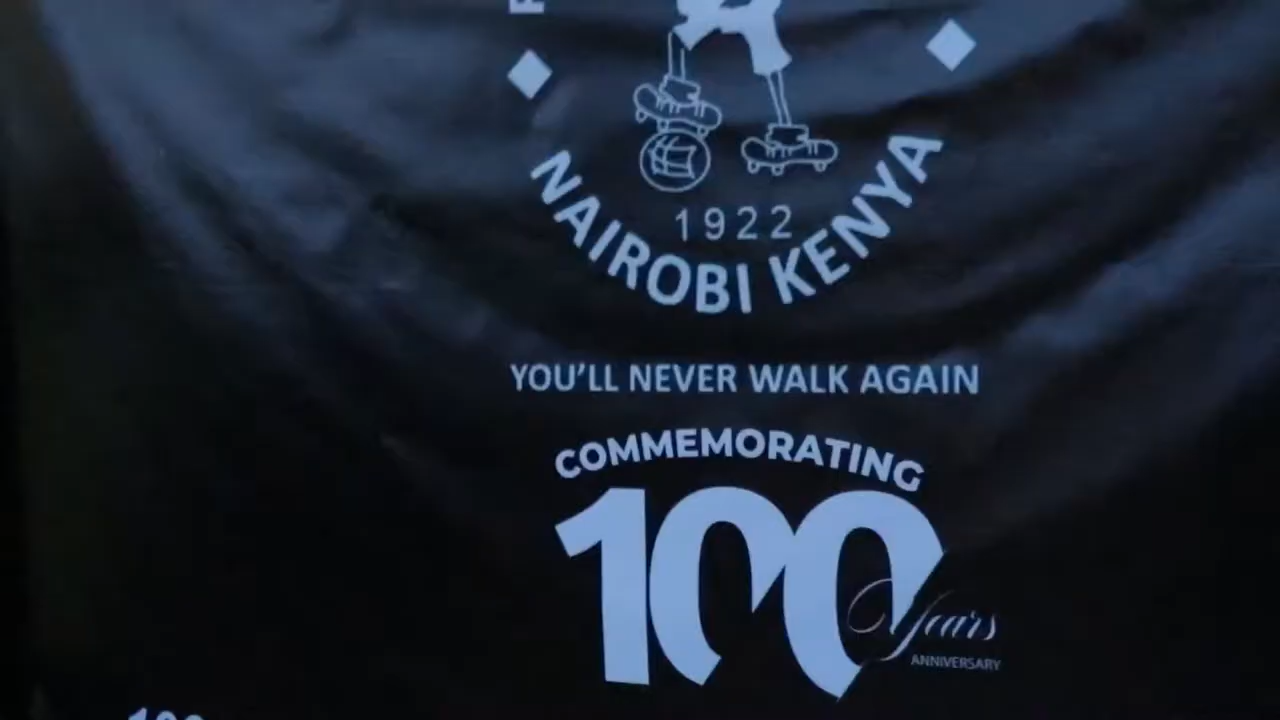 1922
NAIROBI KENYA
YOU'LL NEVER WALK AGAIN
COMMEMORATING
100
Years
ANNIVERSARY